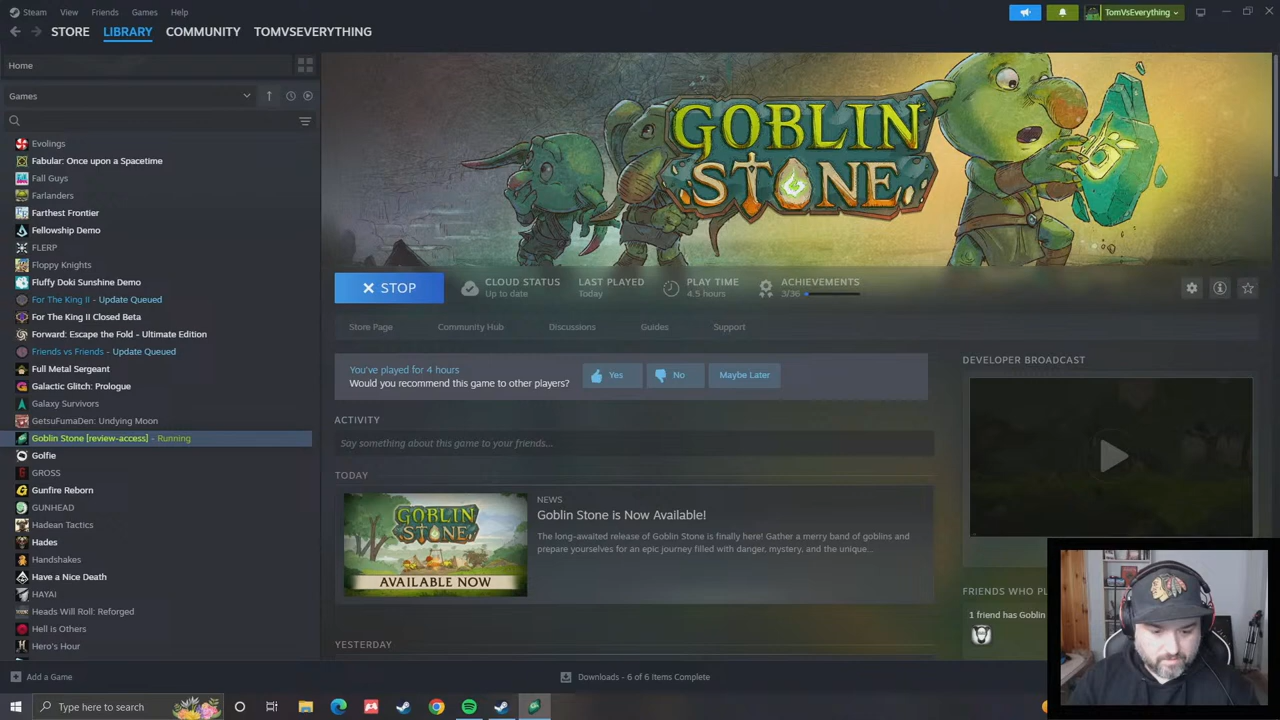 Steam View Friends Games Help
TomVsEverything
STORE LIBRARY COMMUNITY TOMVSEVERYTHING
Home
Games
Evolings
Fabular: Once upon a Spacetime
Fall Guys
Farlanders
Farthest Frontier
Fellowship Demo
FLERP
Floppy Knights
Fluffy Doki Sunshine Demo
For The King II - Update Queued
For The King II Closed Beta
Forward: Escape the Fold - Ultimate Edition
Friends vs Friends - Update Queued
Full Metal Sergeant
Galactic Glitch: Prologue
Galaxy Survivors
GetsuFumaDen: Undying Moon
Goblin Stone [review-access] - Running
Golfie
GROSS
Gunfire Reborn
GUNHEAD
Hadean Tactics
Hades
Handshakes
Have a Nice Death
HAYAI
Heads Will Roll: Reforged
Hell is Others
Hero's Hour
GOBLIN
STONE
STOP
CLOUD STATUS
Up to date
LAST PLAYED
Today
PLAY TIME
4.5 hours
ACHIEVEMENTS
3/36
Store Page Community Hub Discussions Guides Support
You've played for 4 hours
Would you recommend this game to other players?
Yes No Maybe Later
ACTIVITY
Say something about this game to your friends...
TODAY
GOBLIN
STONE
AVAILABLE NOW
NEWS
Goblin Stone is Now Available!
The long-awaited release of Goblin Stone is finally here! Gather a merry band of goblins and
prepare yourselves for an epic journey filled with danger, mystery, and the unique...
YESTERDAY
DEVELOPER BROADCAST
FRIENDS WHO PL
1 friend has Goblin
Add a Game
Downloads - 6 of 6 Items Complete
Type here to search